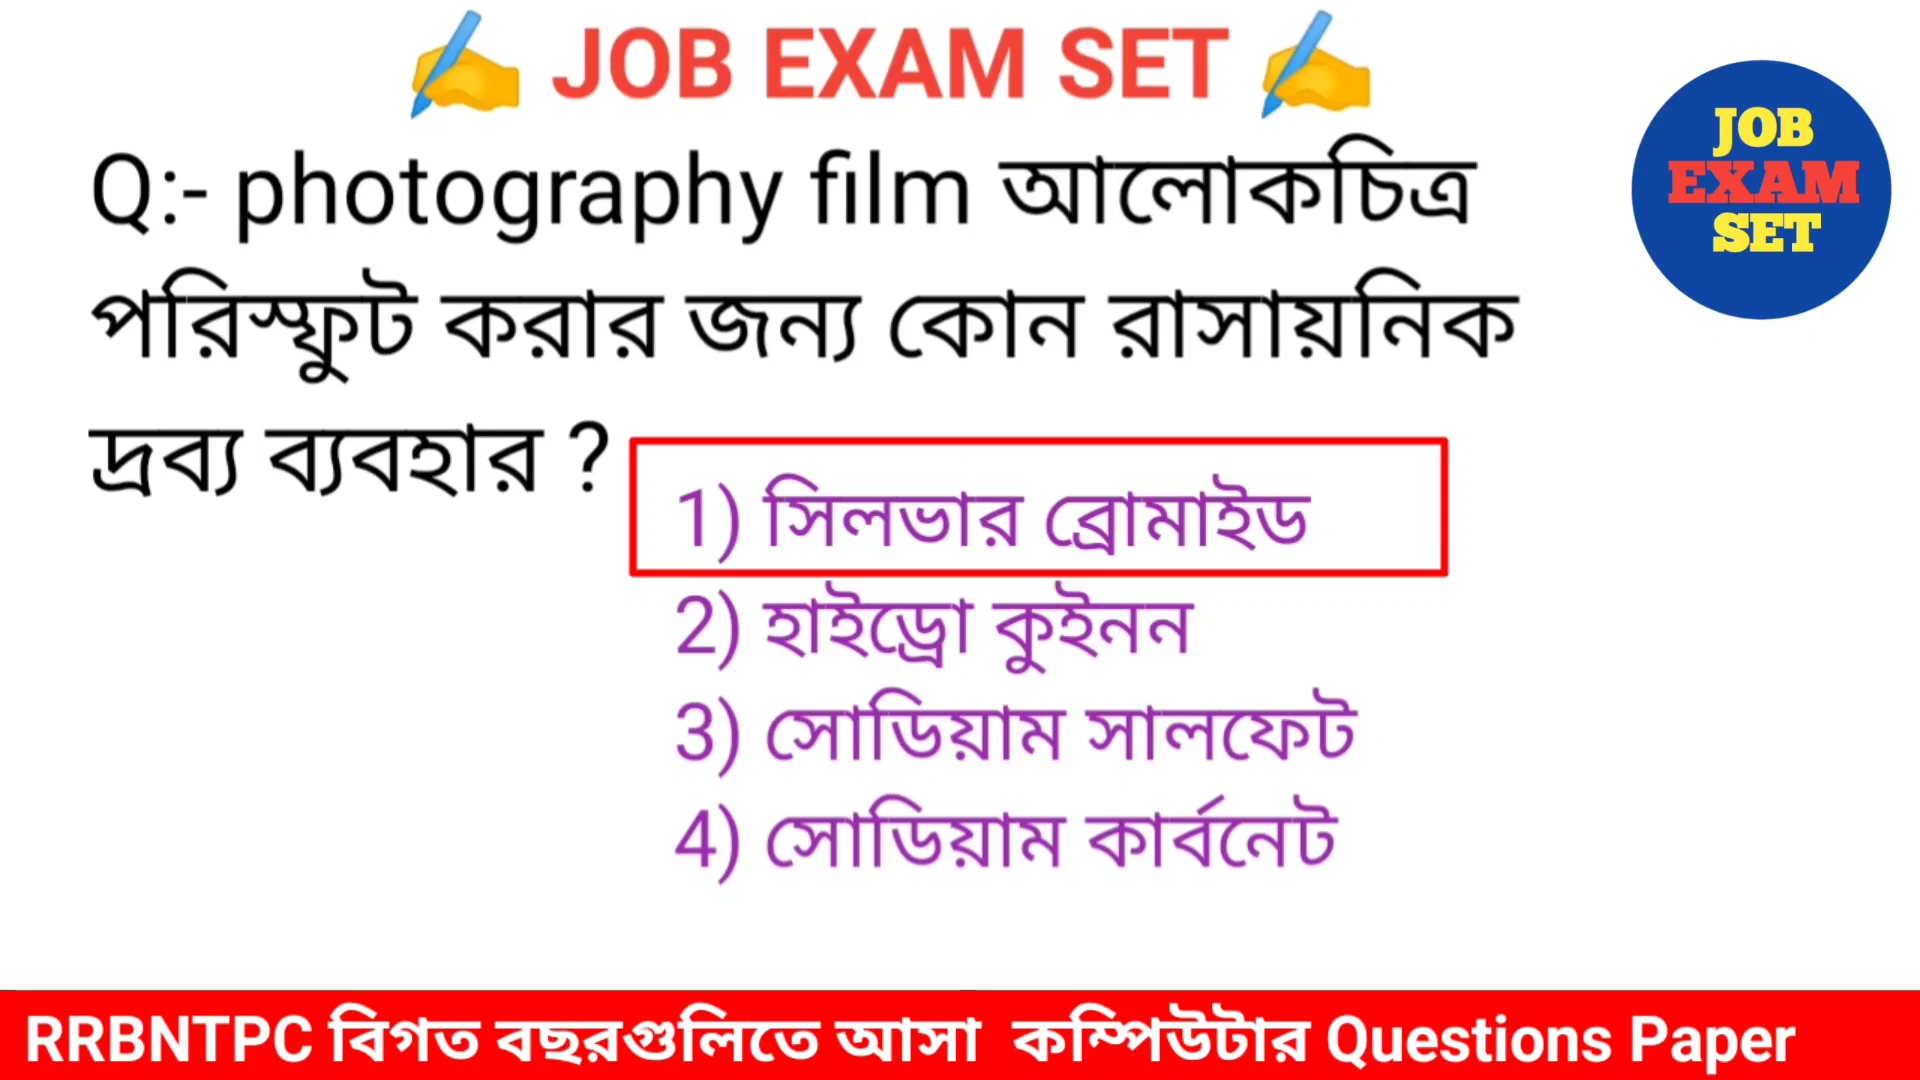 ✍️ JOB EXAM SET ✍️
JOB
EXAM
SET
Q:- photography film আলোকচিত্র
পরিস্ফুট করার জন্য কোন রাসায়নিক
দ্রব্য ব্যবহার ?
1) সিলভার ব্রোমাইড
2) হাইড্রো কুইনন
3) সোডিয়াম সালফেট
4) সোডিয়াম কার্বনেট
RRBNTPC বিগত বছরগুলিতে আসা কম্পিউটার Questions Paper